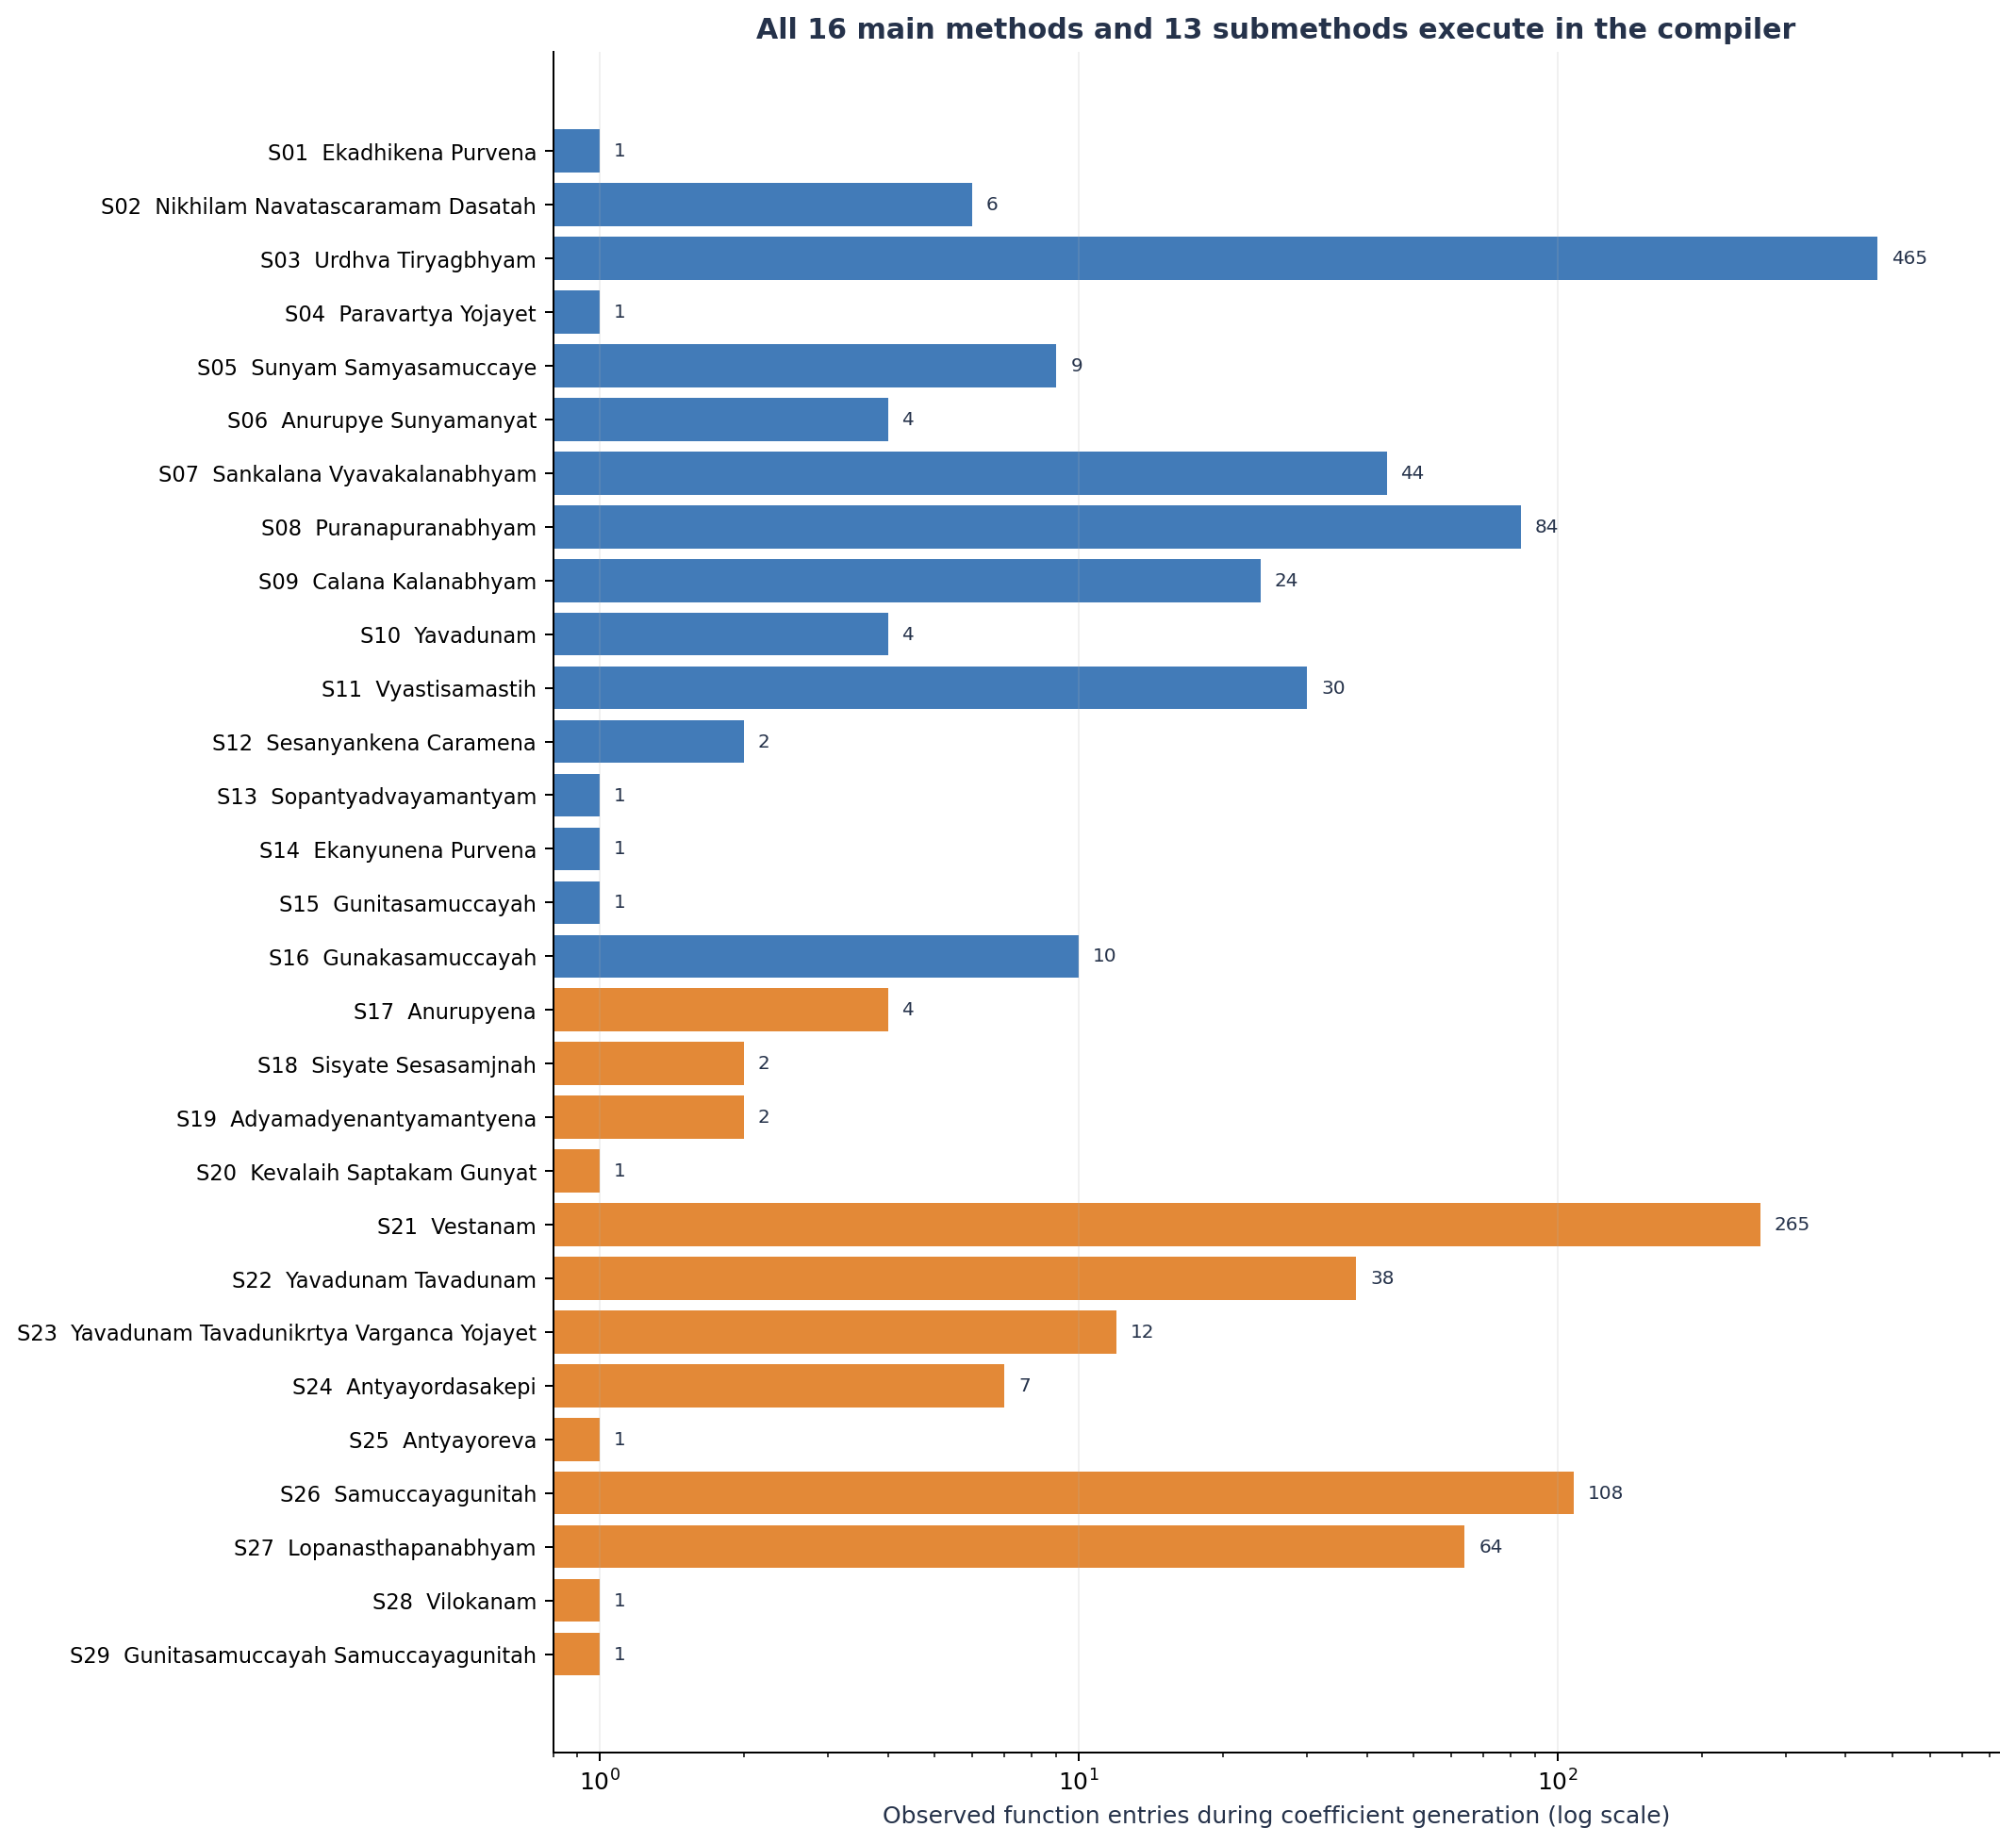 All 16 main methods and 13 submethods execute in the compiler
S01 Ekadhikena Purvena 1
S02 Nikhilam Navatascaramam Dasatah 6
S03 Urdhva Tiryagbhyam 465
S04 Paravartya Yojayet 1
S05 Sunyam Samyasamuccaye 9
S06 Anurupye Sunyamanyat 4
S07 Sankalana Vyavakalanabhyam 44
S08 Puranapuranabhyam 84
S09 Calana Kalanabhyam 24
S10 Yavadunam 4
S11 Vyastisamastih 30
S12 Sesanyankena Caramena 2
S13 Sopantyadvayamantyam 1
S14 Ekanyunena Purvena 1
S15 Gunitasamuccayah 1
S16 Gunakasamuccayah 10
S17 Anurupyena 4
S18 Sisyate Sesasamjnah 2
S19 Adyamadyenantyamantyena 2
S20 Kevalaih Saptakam Gunyat 1
S21 Vestanam 265
S22 Yavadunam Tavadunam 38
S23 Yavadunam Tavadunikrtya Varganca Yojayet 12
S24 Antyayordasakepi 7
S25 Antyayoreva 1
S26 Samuccayagunitah 108
S27 Lopanasthapanabhyam 64
S28 Vilokanam 1
S29 Gunitasamuccayah Samuccayagunitah 1
10⁰ 10¹ 10²
Observed function entries during coefficient generation (log scale)